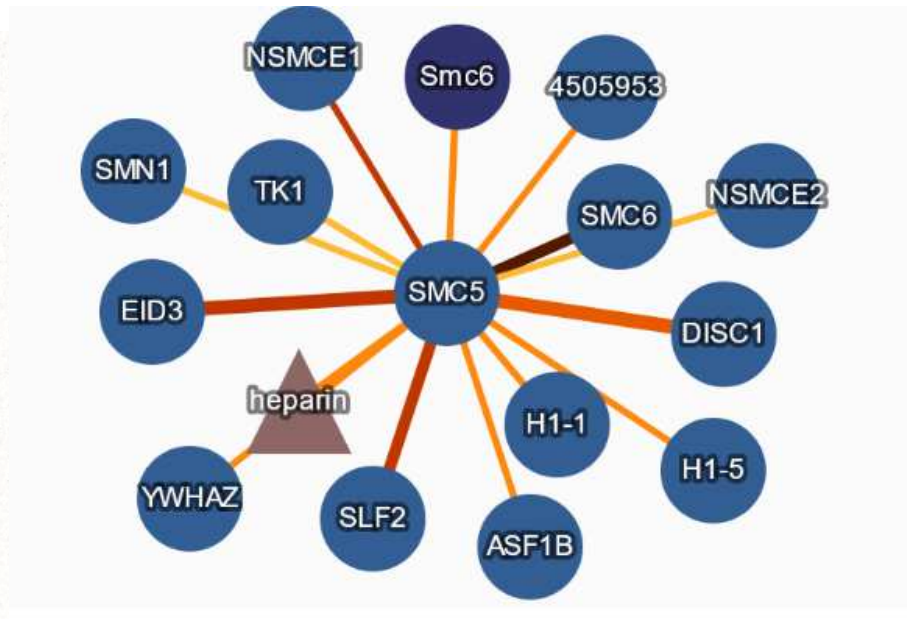 NSMCE1
Smc6
4505953
SMN1
TK1
SMC6
NSMCE2
SMC5
EID3
DISC1
heparin
H1-1
H1-5
YWHAZ
SLF2
ASF1B